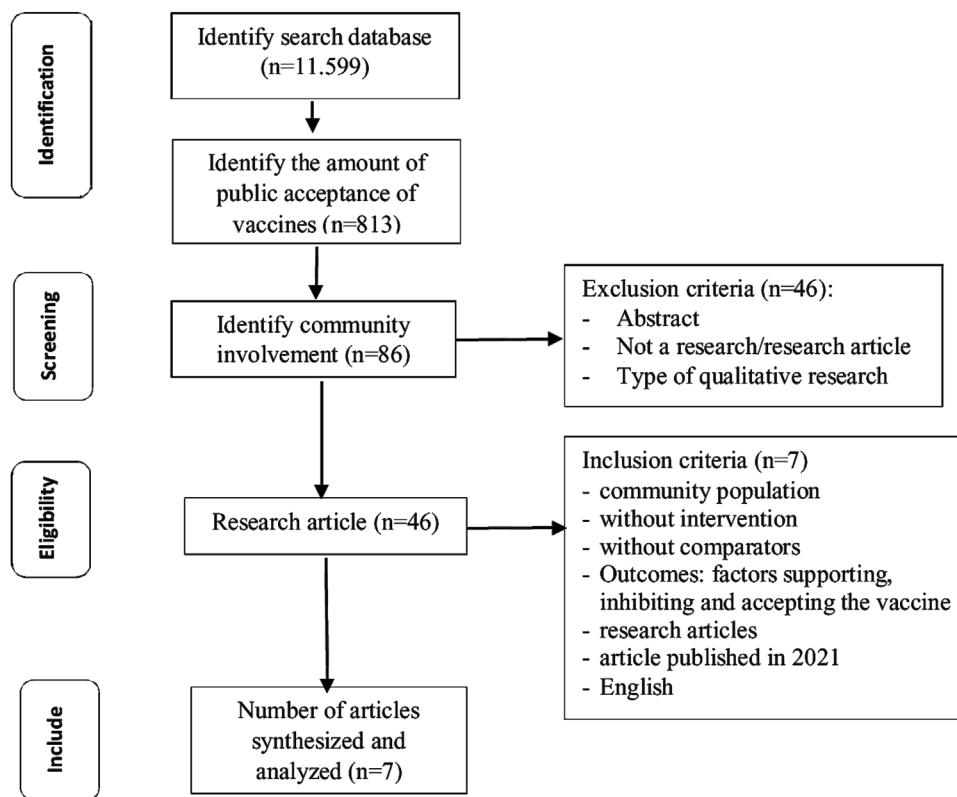 Identification
Identify search database
(n=11.599)
Identify the amount of
public acceptance of
vaccines (n=813)
Screening
Identify community
involvement (n=86)
Exclusion criteria (n=46):
- Abstract
- Not a research/research article
- Type of qualitative research
Eligibility
Research article (n=46)
Inclusion criteria (n=7)
- community population
- without intervention
- without comparators
- Outcomes: factors supporting,
inhibiting and accepting the vaccine
- research articles
- article published in 2021
- English
Include
Number of articles
synthesized and
analyzed (n=7)